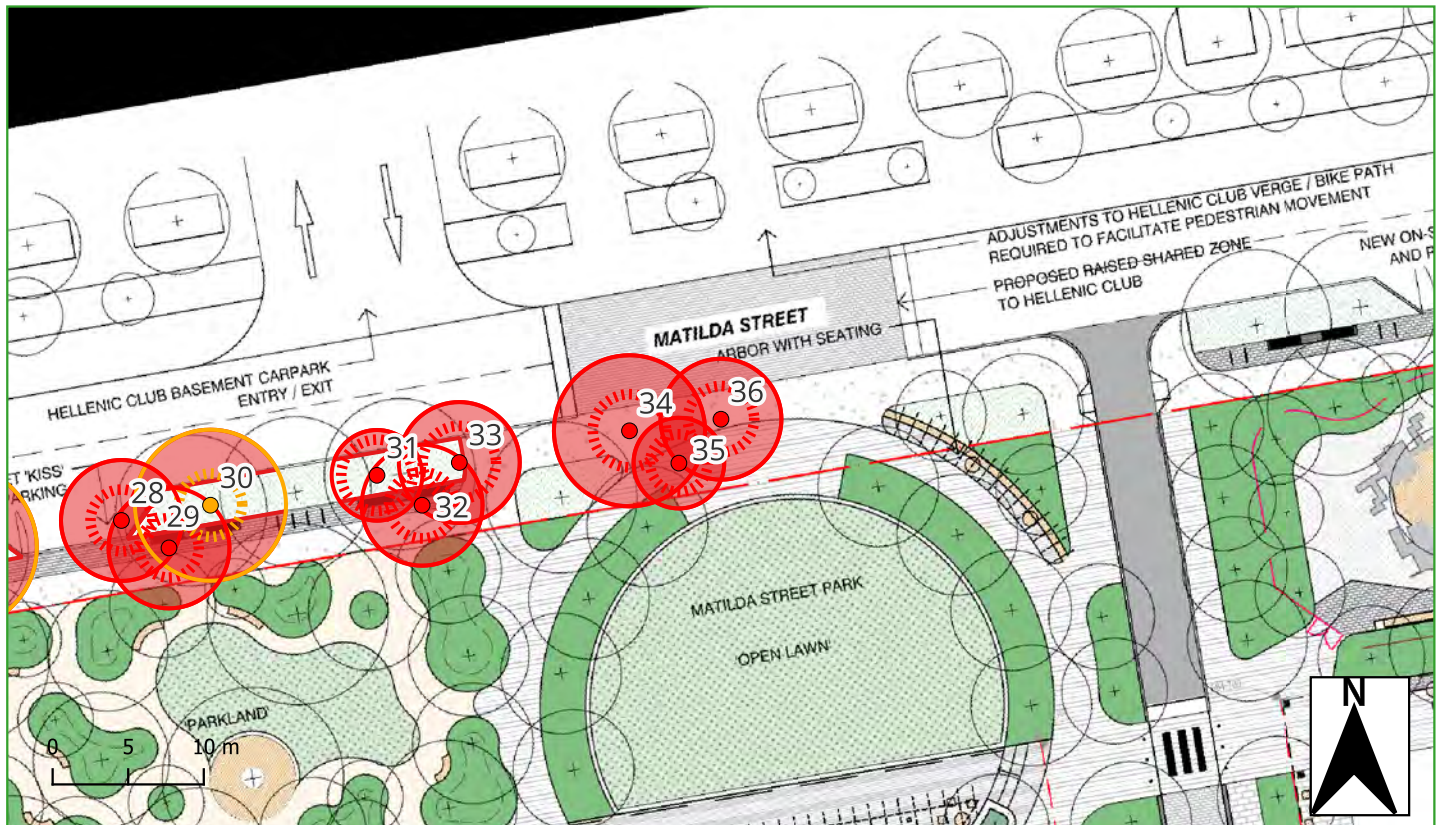 ADJUSTMENTS TO HELLENIC CLUB VERGE / BIKE PATH
REQUIRED TO FACILITATE PEDESTRIAN MOVEMENT
PROPOSED RAISED SHARED ZONE
TO HELLENIC CLUB
NEW ON-S
AND P
MATILDA STREET
ARBOR WITH SEATING
HELLENIC CLUB BASEMENT CARPARK
ENTRY / EXIT
T 'KISS'
ARKING
28
29
30
31
32
33
34
35
36
MATILDA STREET PARK
'OPEN LAWN'
'PARKLAND'
0 5 10 m
N